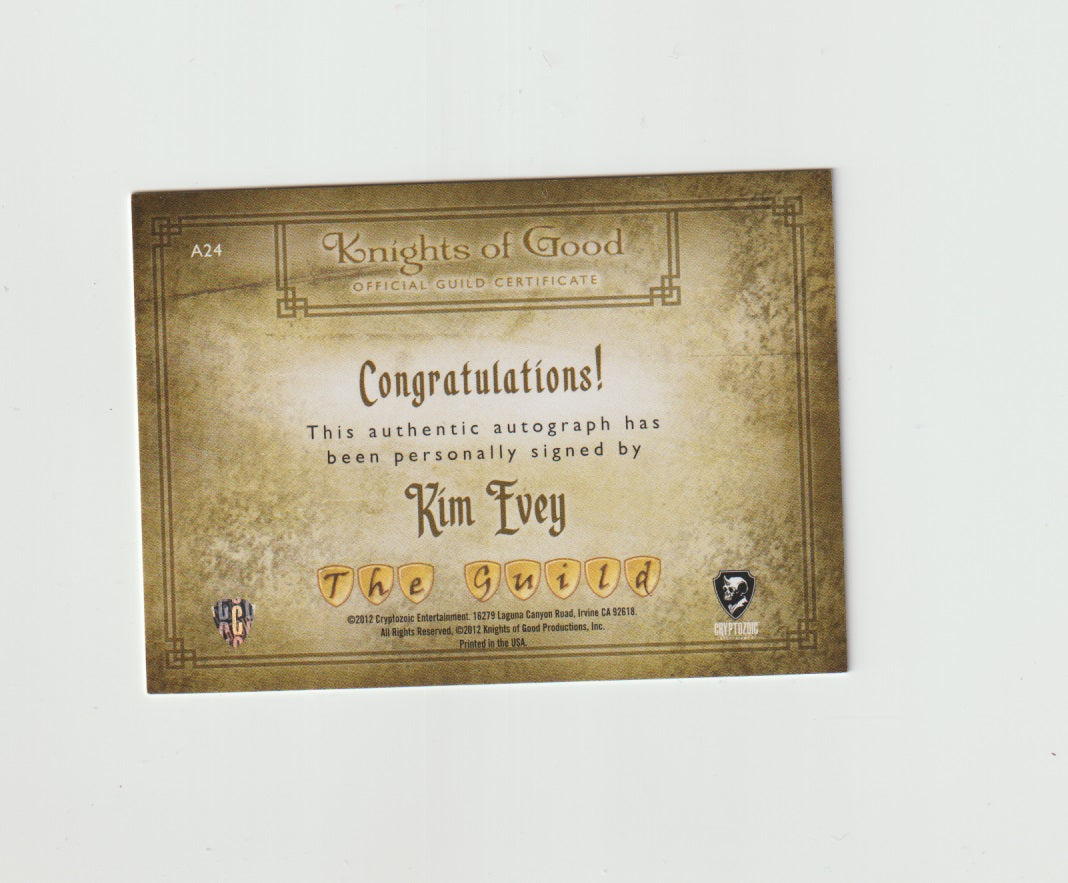 A24
Knights of Good
OFFICIAL GUILD CERTIFICATE
Congratulations!
This authentic autograph has
been personally signed by
Kim Evey
The Guild
©2012 Cryptozoic Entertainment. 16279 Laguna Canyon Road, Irvine CA 92618.
All Rights Reserved. ©2012 Knights of Good Productions, Inc.
Printed in the USA.
CRYPTOZOIC